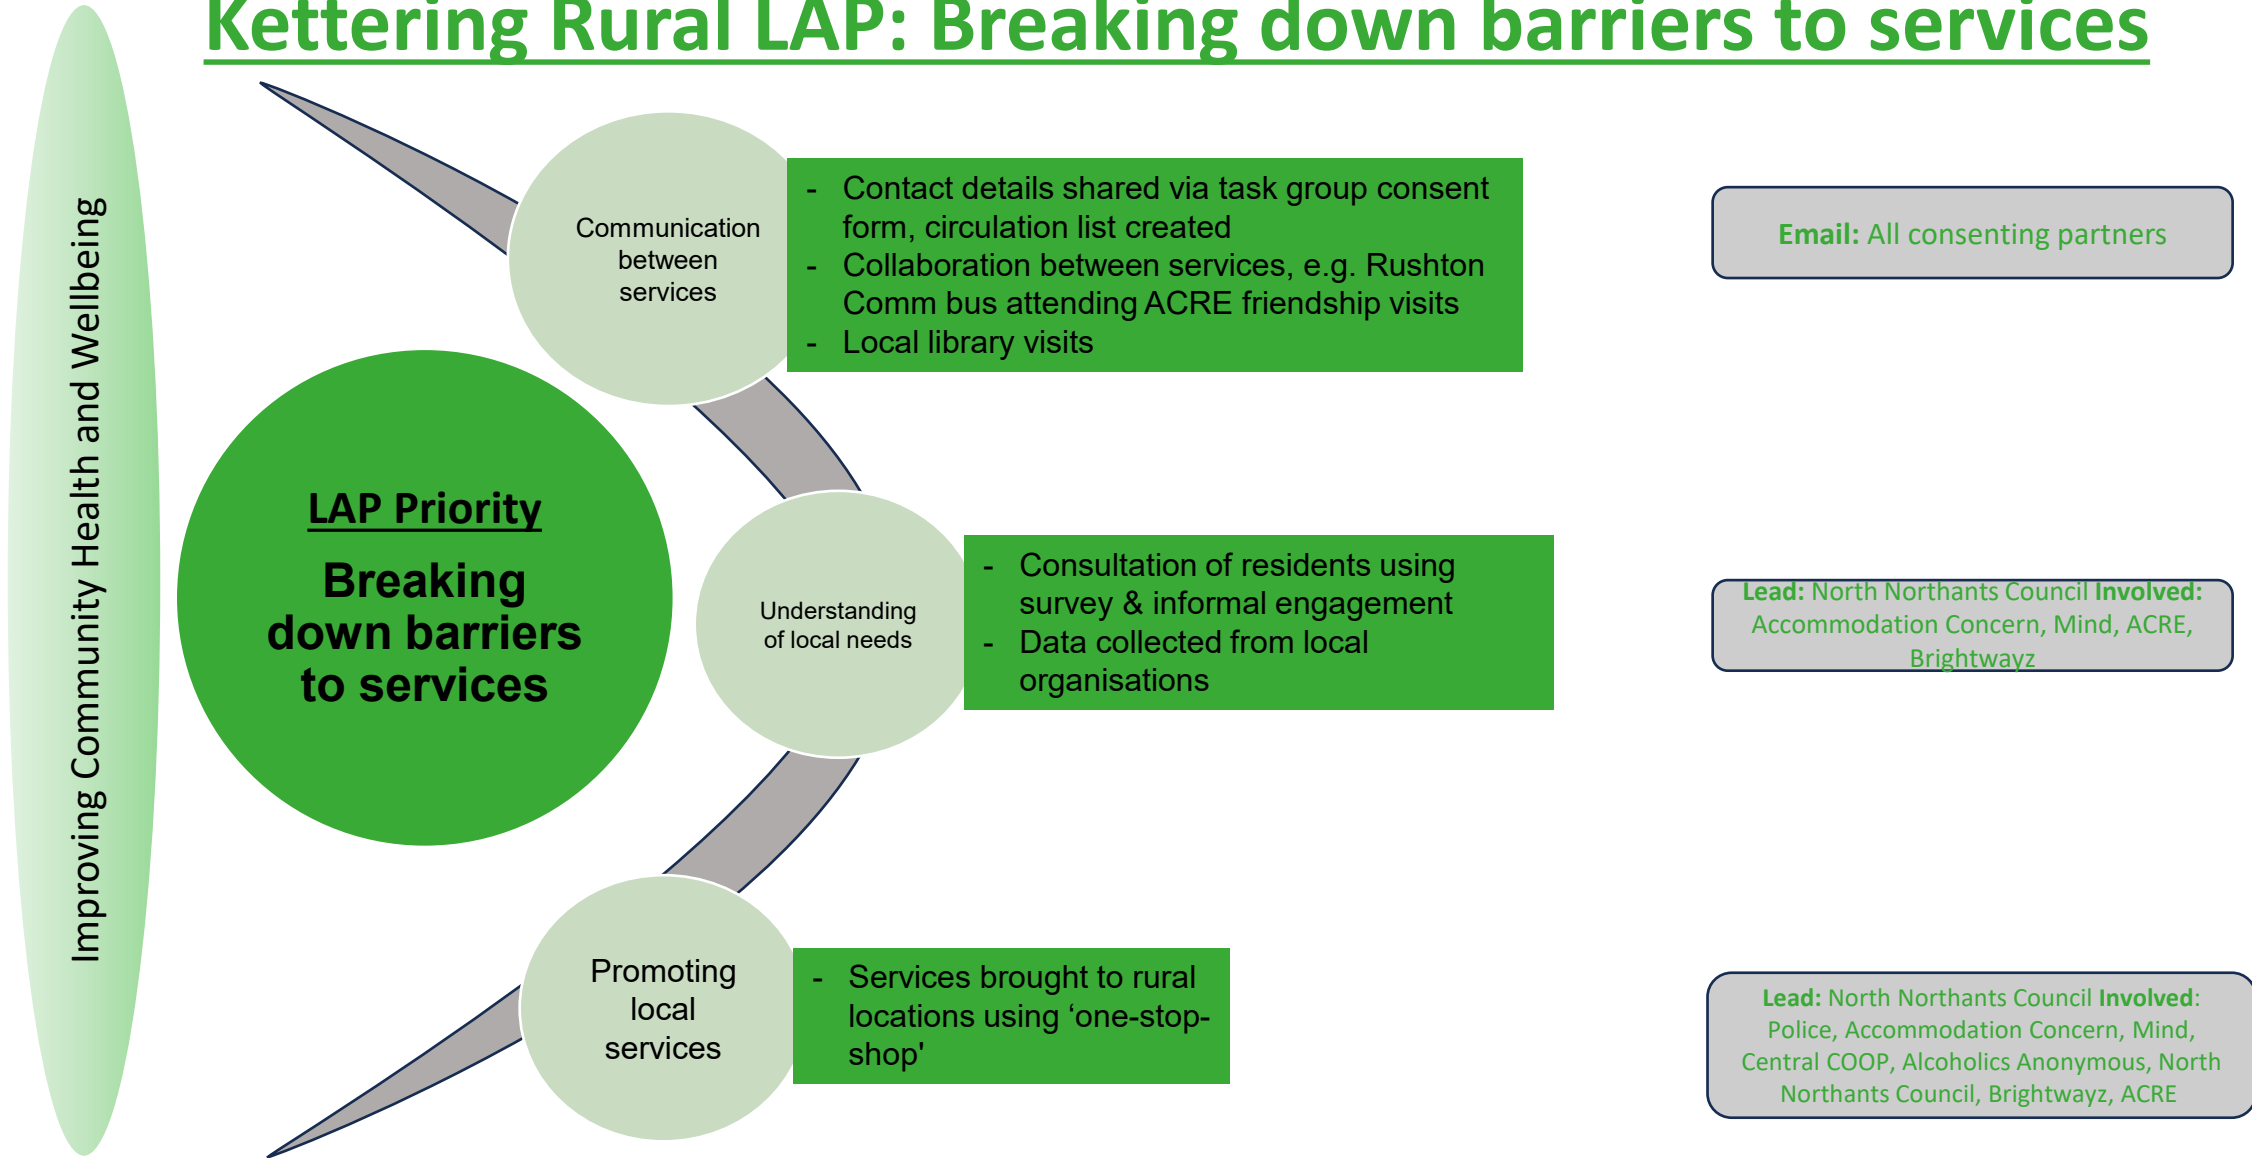 Kettering Rural LAP: Breaking down barriers to services
Improving Community Health and Wellbeing
LAP Priority
Breaking
down barriers
to services
Communication
between
services
- Contact details shared via task group consent
form, circulation list created
- Collaboration between services, e.g. Rushton
Comm bus attending ACRE friendship visits
- Local library visits
Email: All consenting partners
Understanding
of local needs
- Consultation of residents using
survey & informal engagement
- Data collected from local
organisations
Lead: North Northants Council Involved:
Accommodation Concern, Mind, ACRE,
Brightwayz
Promoting
local
services
- Services brought to rural
locations using ‘one-stop-
shop'
Lead: North Northants Council Involved:
Police, Accommodation Concern, Mind,
Central COOP, Alcoholics Anonymous, North
Northants Council, Brightwayz, ACRE